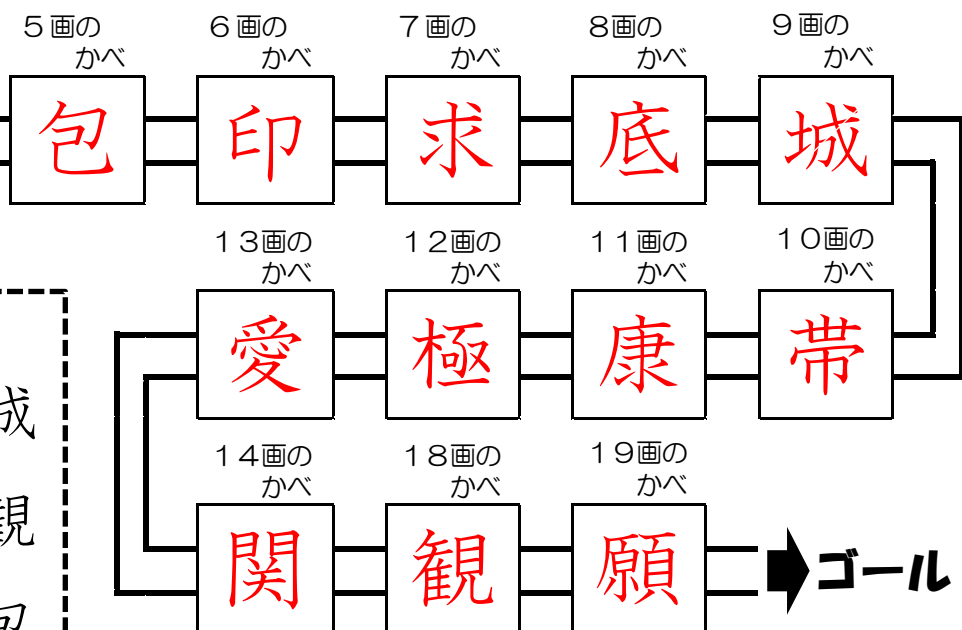 ５画の
かべ
６画の
かべ
７画の
かべ
８画の
かべ
９画の
かべ
包
印
求
底
城
１３画の
かべ
１２画の
かべ
１１画の
かべ
１０画の
かべ
愛
極
康
帯
１４画の
かべ
１８画の
かべ
１９画の
かべ
関
観
願
ゴール